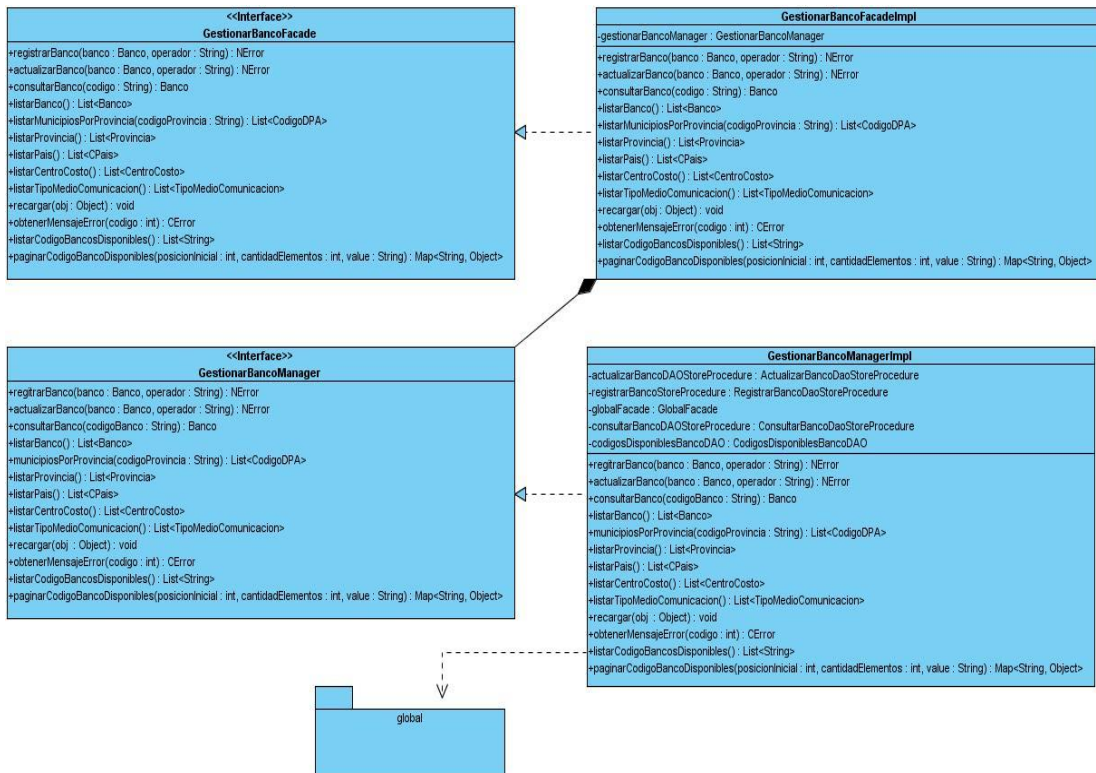 <<Interface>>
GestionarBancoFacade
+registrarBanco(banco : Banco, operador : String) : NError
+actualizarBanco(banco : Banco, operador : String) : NError
+consultarBanco(codigo : String) : Banco
+listarBanco() : List<Banco>
+listarMunicipiosPorProvincia(codigoProvincia : String) : List<CodigoDPA>
+listarProvincia() : List<Provincia>
+listarPais() : List<CPais>
+listarCentroCosto() : List<CentroCosto>
+listarTipoMedioComunicacion() : List<TipoMedioComunicacion>
+recargar(obj : Object) : void
+obtenerMensajeError(codigo : int) : CError
+listarCodigoBancosDisponibles() : List<String>
+paginarCodigoBancoDisponibles(posicionInicial : int, cantidadElementos : int, value : String) : Map<String, Object>
GestionarBancoFacadeImpl
-gestionarBancoManager : GestionarBancoManager
+registrarBanco(banco : Banco, operador : String) : NError
+actualizarBanco(banco : Banco, operador : String) : NError
+consultarBanco(codigo : String) : Banco
+listarBanco() : List<Banco>
+listarMunicipiosPorProvincia(codigoProvincia : String) : List<CodigoDPA>
+listarProvincia() : List<Provincia>
+listarPais() : List<CPais>
+listarCentroCosto() : List<CentroCosto>
+listarTipoMedioComunicacion() : List<TipoMedioComunicacion>
+recargar(obj : Object) : void
+obtenerMensajeError(codigo : int) : CError
+listarCodigoBancosDisponibles() : List<String>
+paginarCodigoBancoDisponibles(posicionInicial : int, cantidadElementos : int, value : String) : Map<String, Object>
<<Interface>>
GestionarBancoManager
+regitrarBanco(banco : Banco, operador : String) : NError
+actualizarBanco(banco : Banco, operador : String) : NError
+consultarBanco(codigoBanco : String) : Banco
+listarBanco() : List<Banco>
+municipiosPorProvincia(codigoProvincia : String) : List<CodigoDPA>
+listarProvincia() : List<Provincia>
+listarPais() : List<CPais>
+listarCentroCosto() : List<CentroCosto>
+listarTipoMedioComunicacion() : List<TipoMedioComunicacion>
+recargar(obj : Object) : void
+obtenerMensajeError(codigo : int) : CError
+listarCodigoBancosDisponibles() : List<String>
+paginarCodigoBancoDisponibles(posicionInicial : int, cantidadElementos : int, value : String) : Map<String, Object>
GestionarBancoManagerImpl
-actualizarBancoDAOStoreProcedure : ActualizarBancoDaoStoreProcedure
-registrarBancoStoreProcedure : RegistrarBancoDaoStoreProcedure
-globalFacade : GlobalFacade
-consultarBancoDAOStoreProcedure : ConsultarBancoDaoStoreProcedure
-codigosDisponiblesBancoDAO : CodigosDisponiblesBancoDAO
+regitrarBanco(banco : Banco, operador : String) : NError
+actualizarBanco(banco : Banco, operador : String) : NError
+consultarBanco(codigoBanco : String) : Banco
+listarBanco() : List<Banco>
+municipiosPorProvincia(codigoProvincia : String) : List<CodigoDPA>
+listarProvincia() : List<Provincia>
+listarPais() : List<CPais>
+listarCentroCosto() : List<CentroCosto>
+listarTipoMedioComunicacion() : List<TipoMedioComunicacion>
+recargar(obj : Object) : void
+obtenerMensajeError(codigo : int) : CError
+listarCodigoBancosDisponibles() : List<String>
+paginarCodigoBancoDisponibles(posicionInicial : int, cantidadElementos : int, value : String) : Map<String, Object>
global